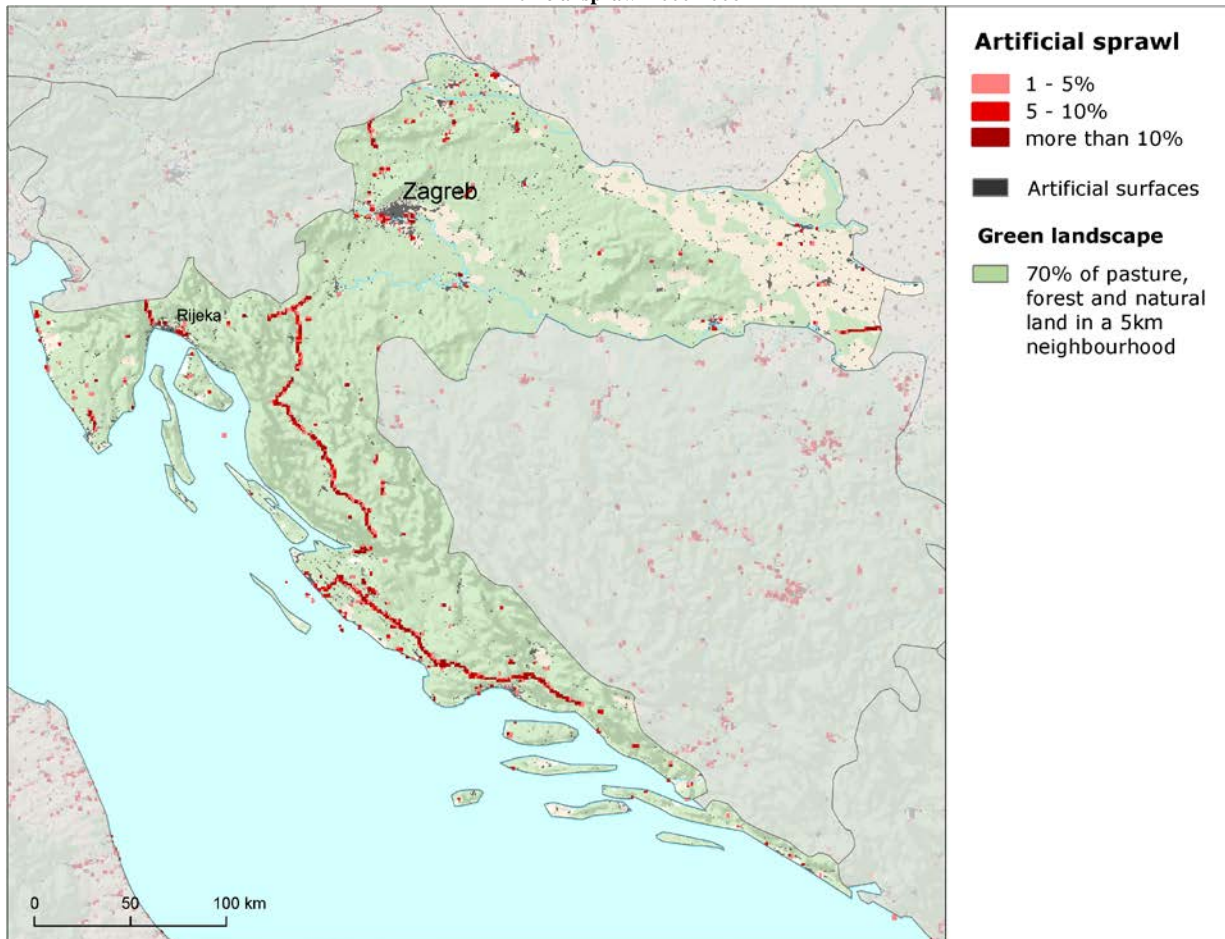 Artificial sprawl
1 - 5%
5 - 10%
more than 10%
Artificial surfaces
Green landscape
70% of pasture,
forest and natural
land in a 5km
neighbourhood
Zagreb
Rijeka
0 50 100 km